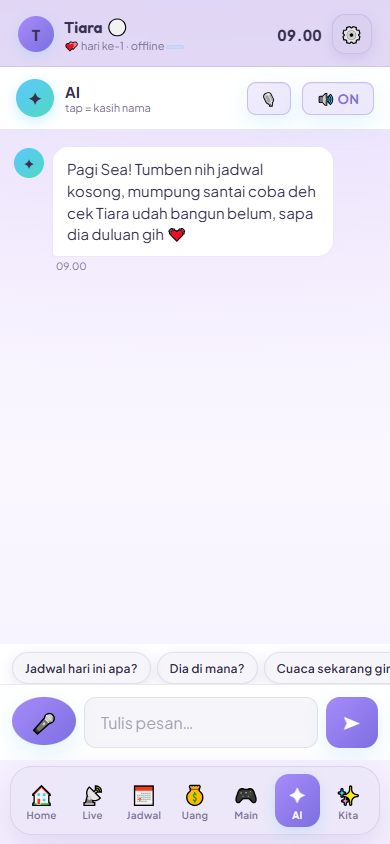 T
Tiara
hari ke-1 · offline
09.00
AI
tap = kasih nama
ON
Pagi Sea! Tumben nih jadwal
kosong, mumpung santai coba deh
cek Tiara udah bangun belum, sapa
dia duluan gih ❤️
09.00
Jadwal hari ini apa?
Dia di mana?
Cuaca sekarang
Tulis pesan…
Home
Live
Jadwal
Uang
Main
AI
Kita